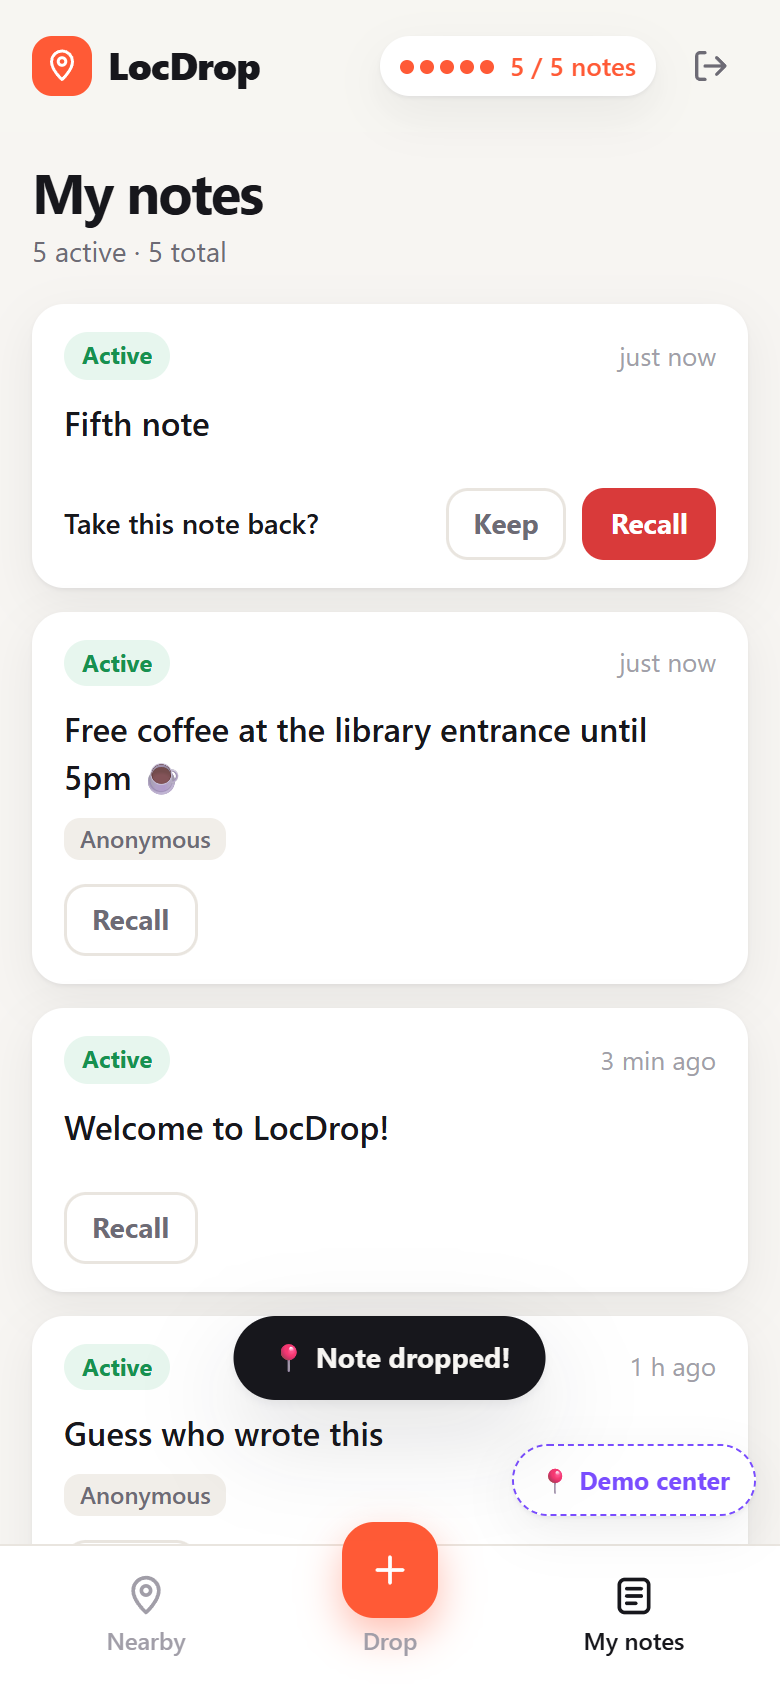 LocDrop
5 / 5 notes
My notes
5 active · 5 total
Active
just now
Fifth note
Take this note back?
Keep
Recall
Active
just now
Free coffee at the library entrance until
5pm ☕
Anonymous
Recall
Active
3 min ago
Welcome to LocDrop!
Recall
Active
📍 Note dropped!
1 h ago
Guess who wrote this
Anonymous
📍 Demo center
Nearby
Drop
My notes